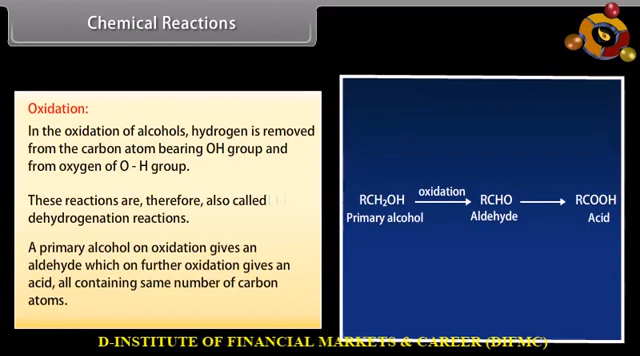 Chemical Reactions
Oxidation:
In the oxidation of alcohols, hydrogen is removed
from the carbon atom bearing OH group and
from oxygen of O - H group.
These reactions are, therefore, also called
dehydrogenation reactions.
A primary alcohol on oxidation gives an
aldehyde which on further oxidation gives an
acid, all containing same number of carbon
atoms.
oxidation
RCH₂OH RCHO RCOOH
Primary alcohol Aldehyde Acid
D-INSTITUTE OF FINANCIAL MARKETS & CAREER (DIFMC)